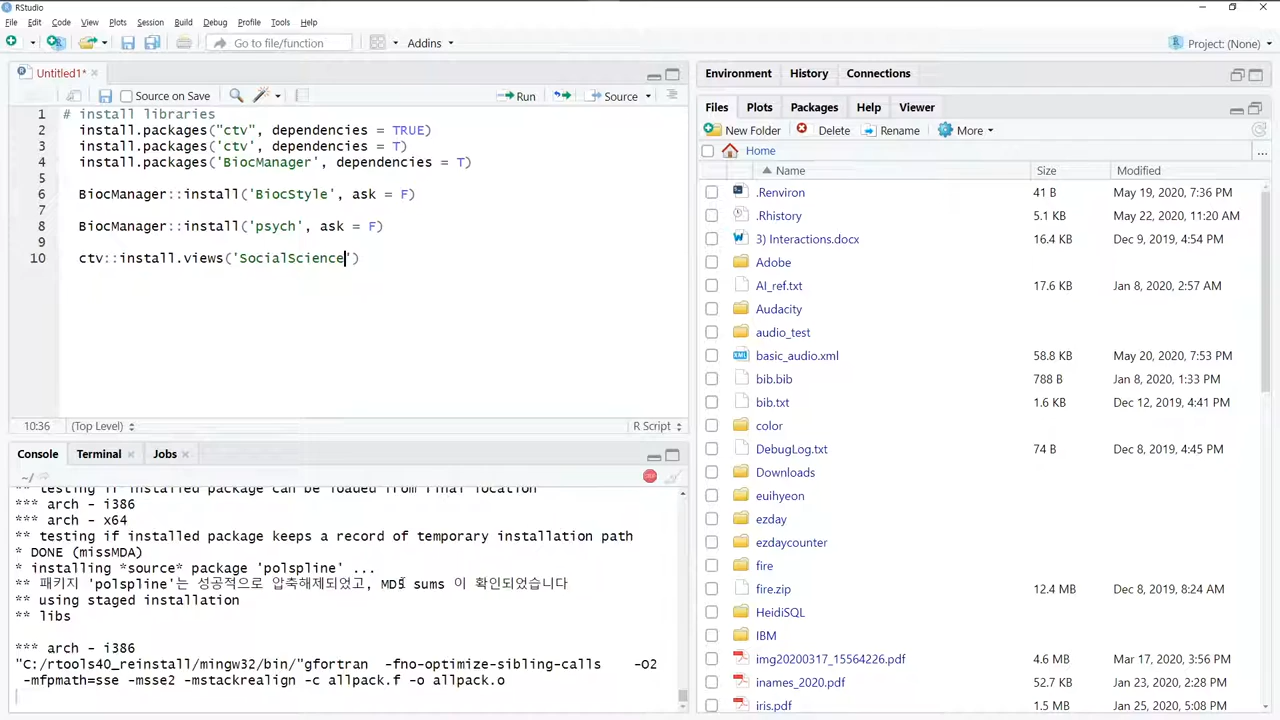 RStudio
File Edit Code View Plots Session Build Debug Profile Tools Help
Go to file/function Addins Project: (None)
Untitled1*
Source on Save Run Source
1 # install libraries
2 install.packages("ctv", dependencies = TRUE)
3 install.packages('ctv', dependencies = T)
4 install.packages('BiocManager', dependencies = T)
5
6 BiocManager::install('BiocStyle', ask = F)
7
8 BiocManager::install('psych', ask = F)
9
10 ctv::install.views('SocialScience')
10:36 (Top Level) R Script
Console Terminal Jobs
~/
** testing if installed package can be loaded from final location
*** arch - i386
*** arch - x64
** testing if installed package keeps a record of temporary installation path
* DONE (missMDA)
* installing *source* package 'polspline' ...
** 패키지 'polspline'는 성공적으로 압축해제되었고, MD5 sums 이 확인되었습니다
** using staged installation
** libs
*** arch - i386
"C:/rtools40_reinstall/mingw32/bin/"gfortran -fno-optimize-sibling-calls -O2
-mfpmath=sse -msse2 -mstackrealign -c allpack.f -o allpack.o
Environment History Connections
Files Plots Packages Help Viewer
New Folder Delete Rename More
Home ...
Name Size Modified
.Renviron 41 B May 19, 2020, 7:36 PM
.Rhistory 5.1 KB May 22, 2020, 11:20 AM
3) Interactions.docx 16.4 KB Dec 9, 2019, 4:54 PM
Adobe
AI_ref.txt 17.6 KB Jan 8, 2020, 2:57 AM
Audacity
audio_test
basic_audio.xml 58.8 KB May 20, 2020, 7:53 PM
bib.bib 788 B Jan 8, 2020, 1:33 PM
bib.txt 1.6 KB Dec 12, 2019, 4:41 PM
color
DebugLog.txt 74 B Dec 8, 2019, 4:45 PM
Downloads
euihyeon
ezday
ezdaycounter
fire
fire.zip 12.4 MB Dec 8, 2019, 8:24 AM
HeidiSQL
IBM
img20200317_15564226.pdf 4.6 MB Mar 17, 2020, 3:56 PM
inames_2020.pdf 52.7 KB Jan 23, 2020, 2:28 PM
iris.pdf 1.5 MB Jan 25, 2020, 5:08 PM